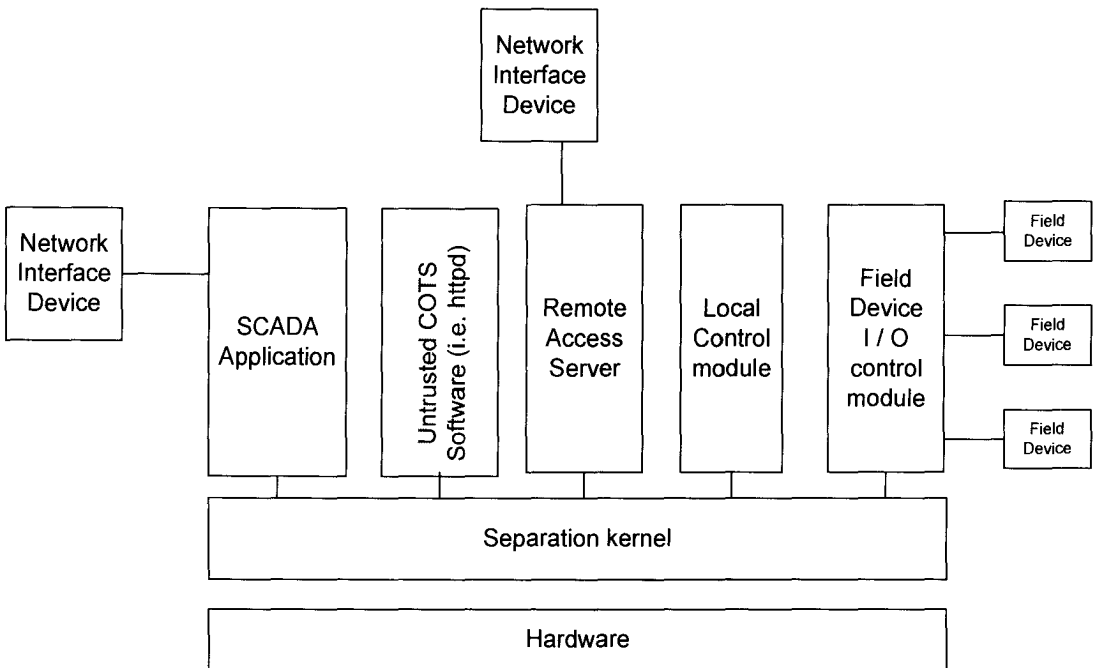 Network
Interface
Device
Network
Interface
Device
SCADA
Application
Untrusted COTS
Software (i.e. httpd)
Remote
Access
Server
Local
Control
module
Field
Device
I / O
control
module
Field
Device
Field
Device
Field
Device
Separation kernel
Hardware